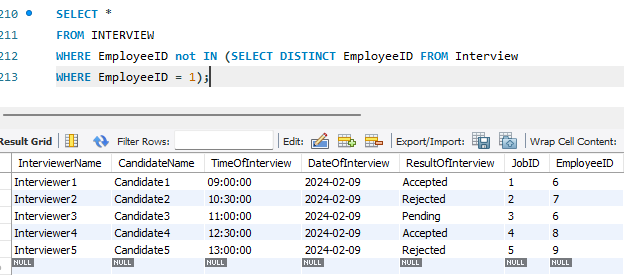 210 SELECT *
211 FROM INTERVIEW
212 WHERE EmployeeID not IN (SELECT DISTINCT EmployeeID FROM Interview
213 WHERE EmployeeID = 1);
Result Grid Filter Rows: Edit: Export/Import: Wrap Cell Content:
InterviewerName CandidateName TimeOfInterview DateOfInterview ResultOfInterview JobID EmployeeID
Interviewer1 Candidate1 09:00:00 2024-02-09 Accepted 1 6
Interviewer2 Candidate2 10:30:00 2024-02-09 Rejected 2 7
Interviewer3 Candidate3 11:00:00 2024-02-09 Pending 3 6
Interviewer4 Candidate4 12:30:00 2024-02-09 Accepted 4 8
Interviewer5 Candidate5 13:00:00 2024-02-09 Rejected 5 9
NULL NULL NULL NULL NULL NULL NULL